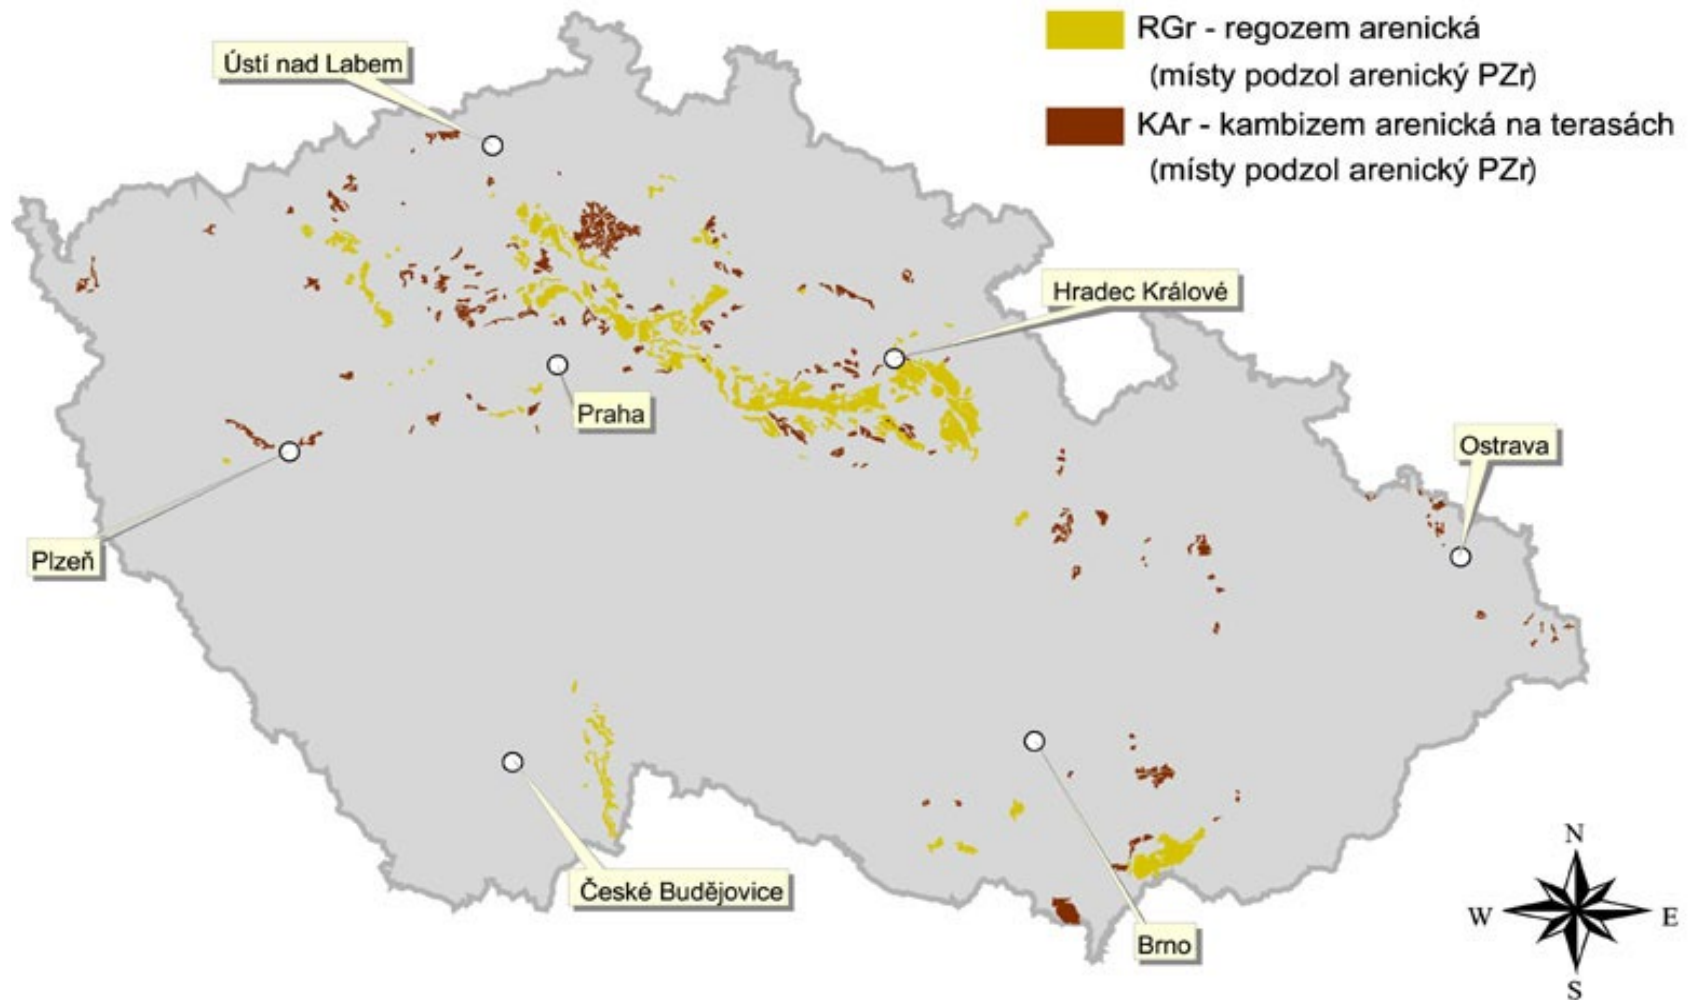 RGr - regozem arenická
(místy podzol arenický PZr)
KAr - kambizem arenická na terasách
(místy podzol arenický PZr)
Ústí nad Labem
Hradec Králové
Praha
Ostrava
Plzeň
České Budějovice
Brno
N
W
E
S